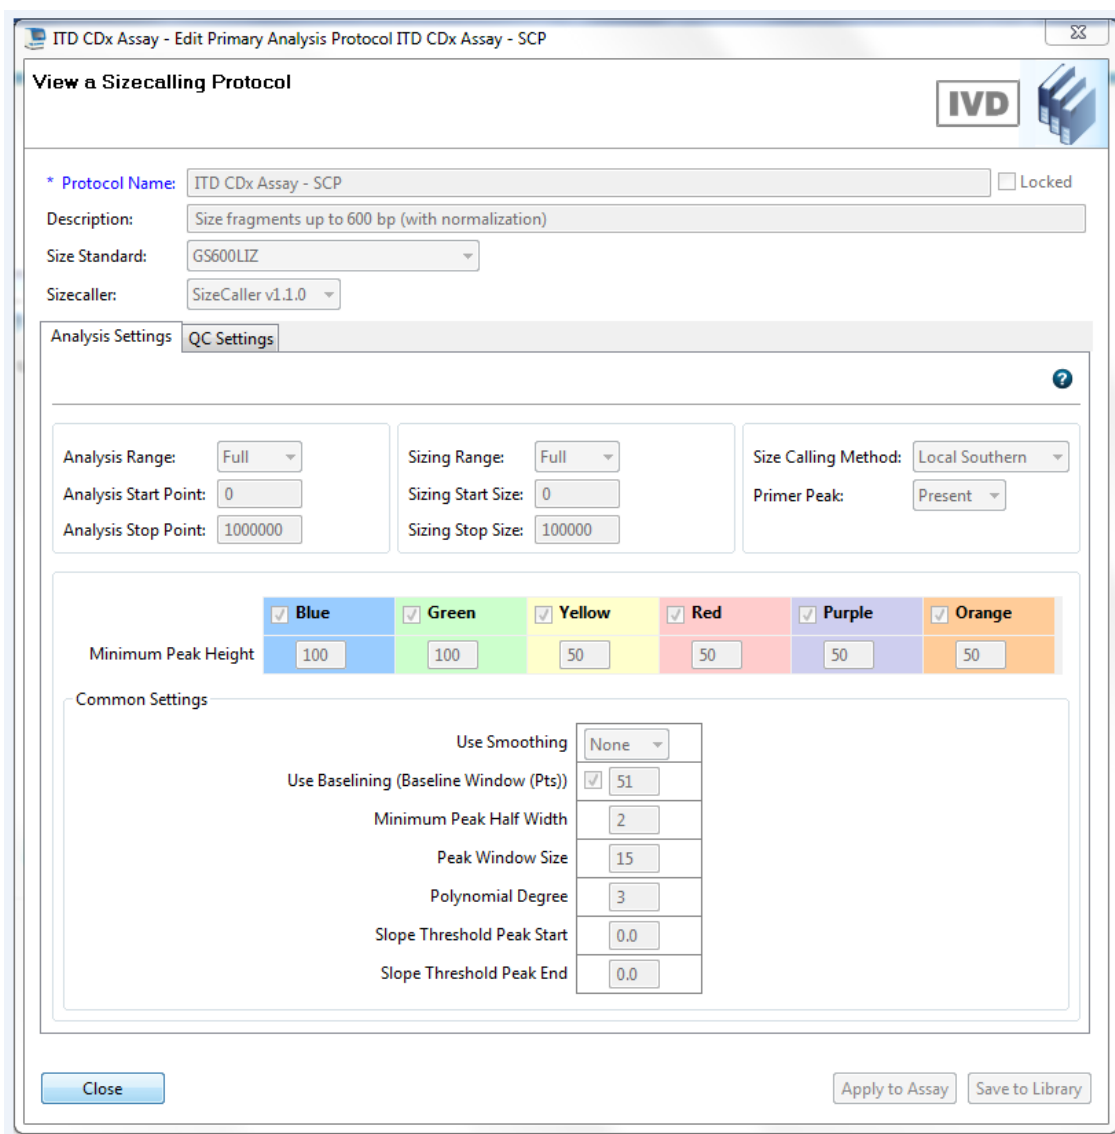 ITD CDx Assay - Edit Primary Analysis Protocol ITD CDx Assay - SCP
View a Sizecalling Protocol
IVD
* Protocol Name: ITD CDx Assay - SCP Locked
Description: Size fragments up to 600 bp (with normalization)
Size Standard: GS600LIZ
Sizecaller: SizeCaller v1.1.0
Analysis Settings QC Settings
?
Analysis Range: Full Sizing Range: Full Size Calling Method: Local Southern
Analysis Start Point: 0 Sizing Start Size: 0 Primer Peak: Present
Analysis Stop Point: 1000000 Sizing Stop Size: 100000
Blue Green Yellow Red Purple Orange
Minimum Peak Height 100 100 50 50 50 50
Common Settings
Use Smoothing None
Use Baselining (Baseline Window (Pts)) 51
Minimum Peak Half Width 2
Peak Window Size 15
Polynomial Degree 3
Slope Threshold Peak Start 0.0
Slope Threshold Peak End 0.0
Close Apply to Assay Save to Library